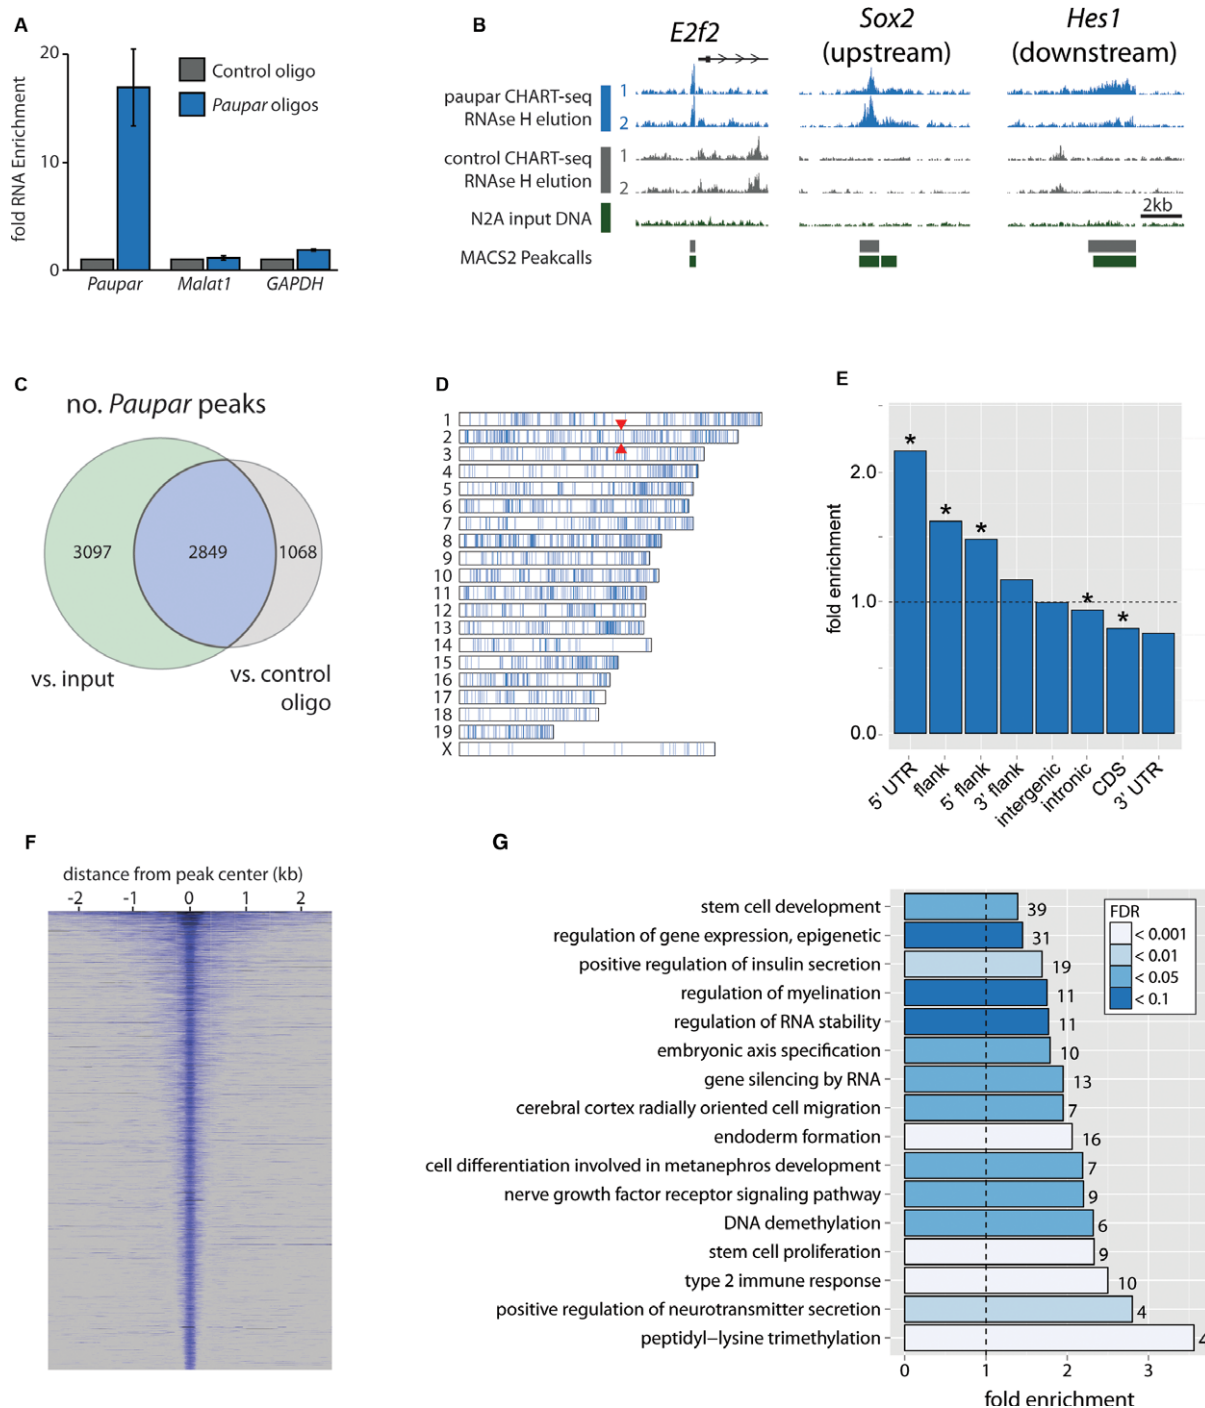 A
20
10
0
fold RNA Enrichment
Control oligo
Paupar oligos
Paupar
Malat1
GAPDH
B
E2f2
Sox2
(upstream)
Hes1
(downstream)
paupar CHART-seq
RNAse H elution
1
2
control CHART-seq
RNAse H elution
1
2
N2A input DNA
2kb
MACS2 Peakcalls
C
no. Paupar peaks
3097
2849
1068
vs. input
vs. control
oligo
D
1
2
3
4
5
6
7
8
9
10
11
12
13
14
15
16
17
18
19
X
E
fold enrichment
2.0
1.0
0.0
* * * * *
5' UTR
flank
5' flank
3' flank
intergenic
intronic
CDS
3' UTR
F
distance from peak center (kb)
-2 -1 0 1 2
G
stem cell development 39
regulation of gene expression, epigenetic 31
positive regulation of insulin secretion 19
regulation of myelination 11
regulation of RNA stability 11
embryonic axis specification 10
gene silencing by RNA 13
cerebral cortex radially oriented cell migration 7
endoderm formation 16
cell differentiation involved in metanephros development 7
nerve growth factor receptor signaling pathway 9
DNA demethylation 6
stem cell proliferation 9
type 2 immune response 10
positive regulation of neurotransmitter secretion 4
peptidyl−lysine trimethylation 4
FDR
< 0.001
< 0.01
< 0.05
< 0.1
0 1 2 3
fold enrichment